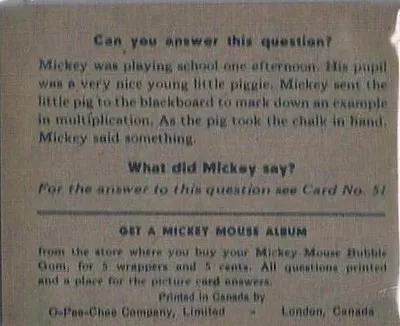 Can you answer this question?
Mickey was playing school one afternoon. His pupil
was a very nice young little piggie. Mickey sent the
little pig to the blackboard to mark down an example
in multiplication. As the pig took the chalk in hand.
Mickey said something.
What did Mickey say?
For the answer to this question see Card No. 51
GET A MICKEY MOUSE ALBUM
from the store where you buy your Mickey Mouse Bubble
Gum, for 5 wrappers and 5 cents. All questions printed
and a place for the picture card answers.
Printed in Canada by
O-Pee-Chee Company, Limited - London, Canada